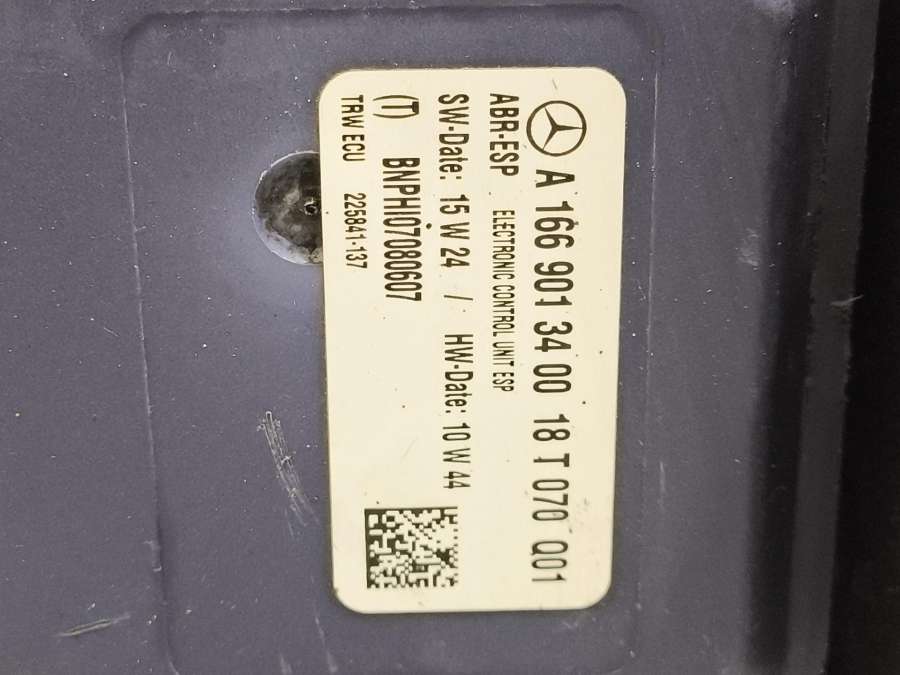 A 166 901 34 00 18 T 070 Q01
ABR-ESP ELECTRONIC CONTROL UNIT ESP
SW-Date: 15 W 24 / HW-Date: 10 W 44
(T) BNPHI07080607
TRW ECU 225841-137